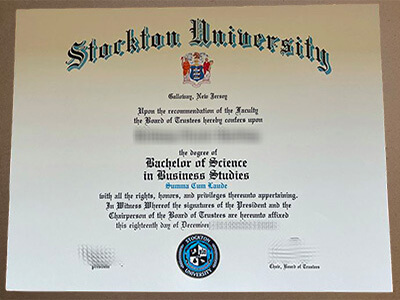 Stockton University
Galloway, New Jersey
Upon the recommendation of the Faculty
the Board of Trustees hereby confers upon
the degree of
Bachelor of Science
in Business Studies
Summa Cum Laude
with all the rights, honors, and privileges thereunto appertaining.
In Witness Whereof the signatures of the President and the
Chairperson of the Board of Trustees are hereunto affixed
this eighteenth day of December
STOCKTON
UNIVERSITY
President
Chair, Board of Trustees